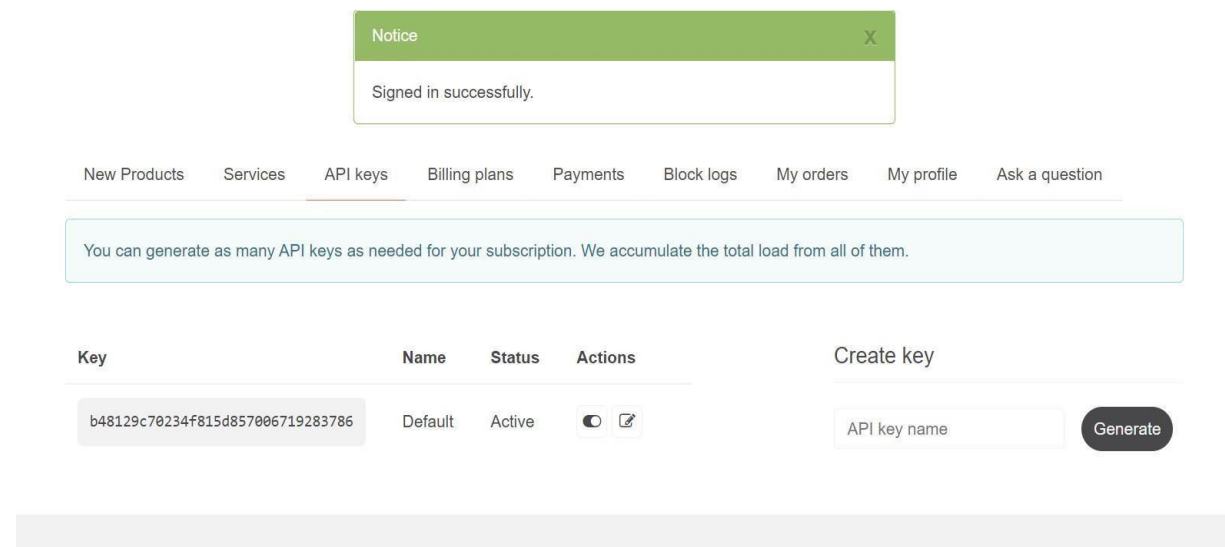 Notice X
Signed in successfully.
New Products Services API keys Billing plans Payments Block logs My orders My profile Ask a question
You can generate as many API keys as needed for your subscription. We accumulate the total load from all of them.
Key Name Status Actions Create key
b48129c70234f815d857006719283786 Default Active API key name Generate